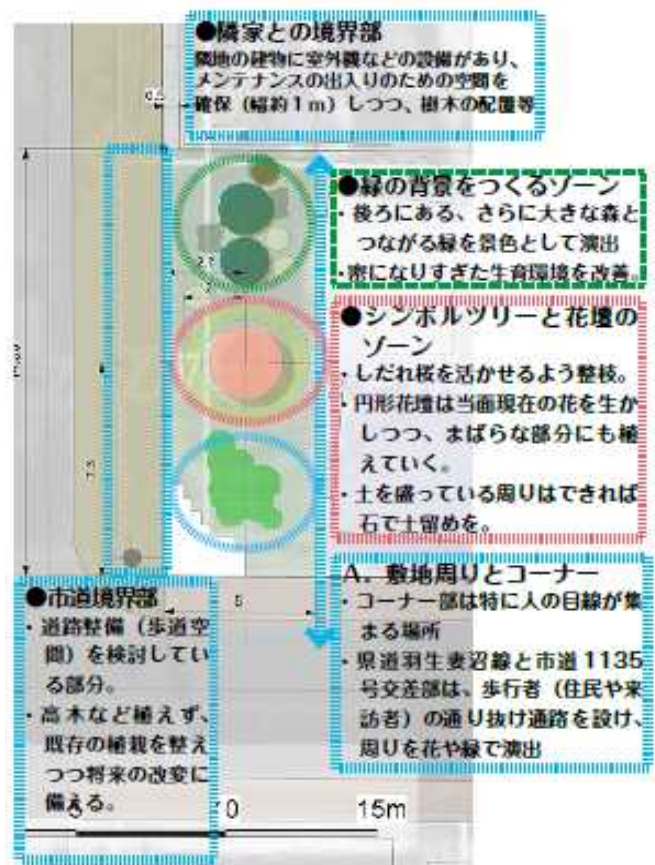 ●隣家との境界部
隣地の建物に室外機などの設備があり、
メンテナンスの出入りのための空間を
確保（幅約1m）しつつ、樹木の配置等
●緑の背景をつくるゾーン
・後ろにある、さらに大きな森と
つながる緑を景色として演出
・密になりすぎた生育環境を改善。
●シンボルツリーと花壇の
ゾーン
・しだれ桜を活かせるよう整枝。
・円形花壇は当面現在の花を生か
しつつ、まばらな部分にも植
えていく。
・土を盛っている周りはできれば
石で土留めを。
A. 敷地周りとコーナー
・コーナー部は特に人の目線が集
まる場所
・県道羽生妻沼線と市道1135
号交差部は、歩行者（住民や来
訪者）の通り抜け通路を設け、
周りを花や緑で演出
●市道境界部
・道路整備（歩道空
間）を検討してい
る部分。
・高木など植えず、
既存の植栽を整え
つつ将来の改変に
備える。
5
10
15m